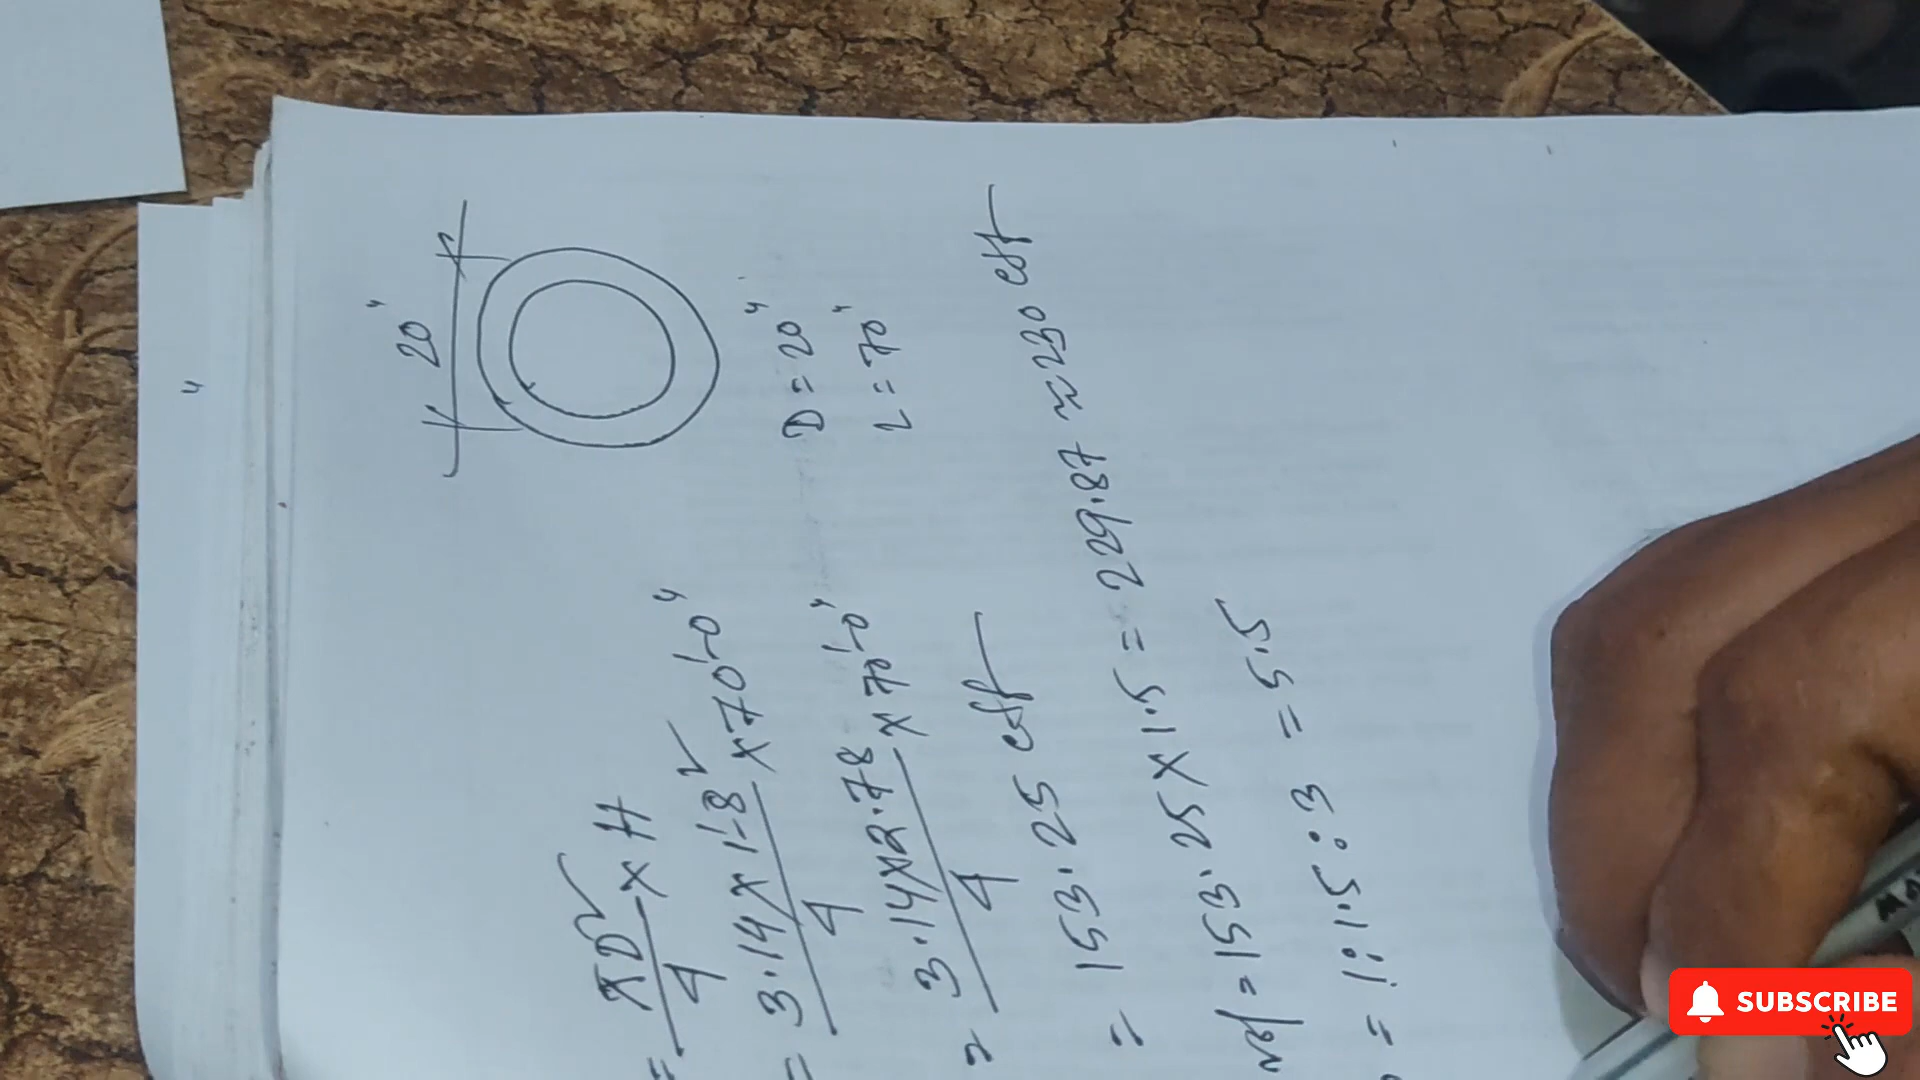 20"
D = 20"
L = 70"
= πD²/4 × H
= 3.14 × 1'-8² / 4 × 70'-0"
= 3.14 × 2.78 / 4 × 70'-0"
= 153.25 cft
= 153.25 × 1.5 = 229.87 ≈ 230 cft
= 1:1.5:3 = 5.5
SUBSCRIBE